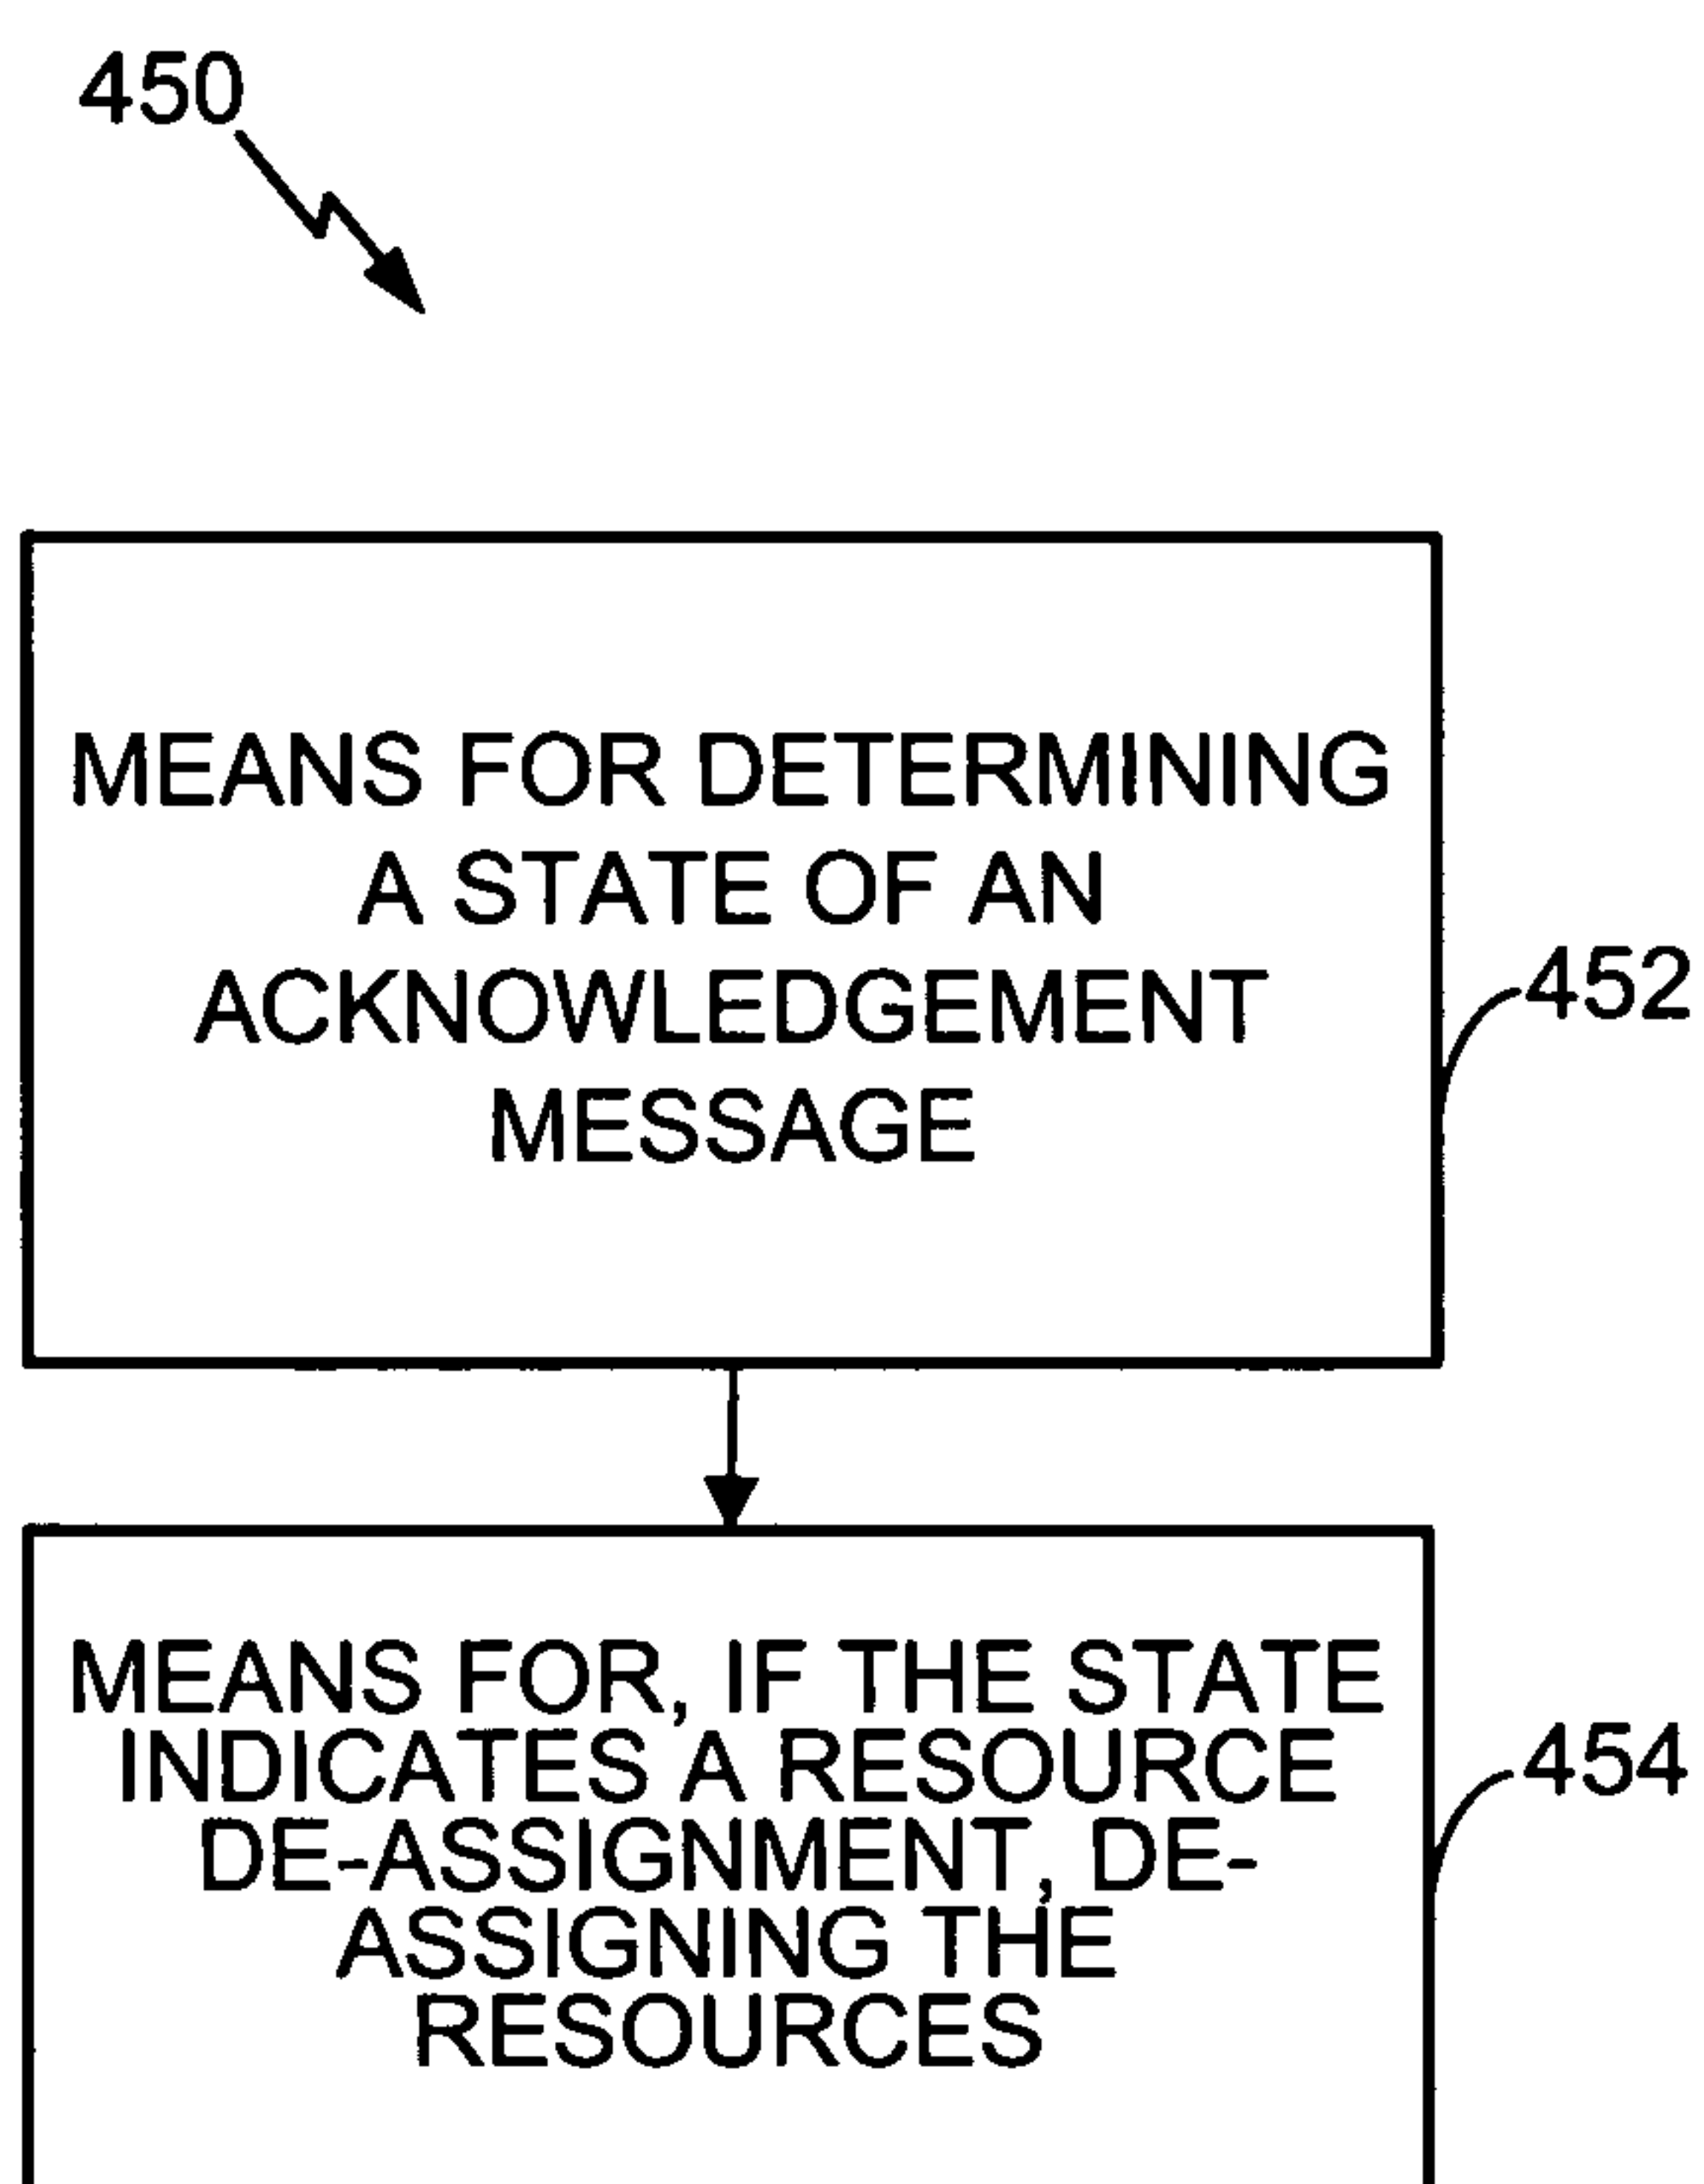 450
MEANS FOR DETERMINING
A STATE OF AN
ACKNOWLEDGEMENT
MESSAGE
452
MEANS FOR, IF THE STATE
INDICATES A RESOURCE
DE-ASSIGNMENT, DE-
ASSIGNING THE
RESOURCES
454